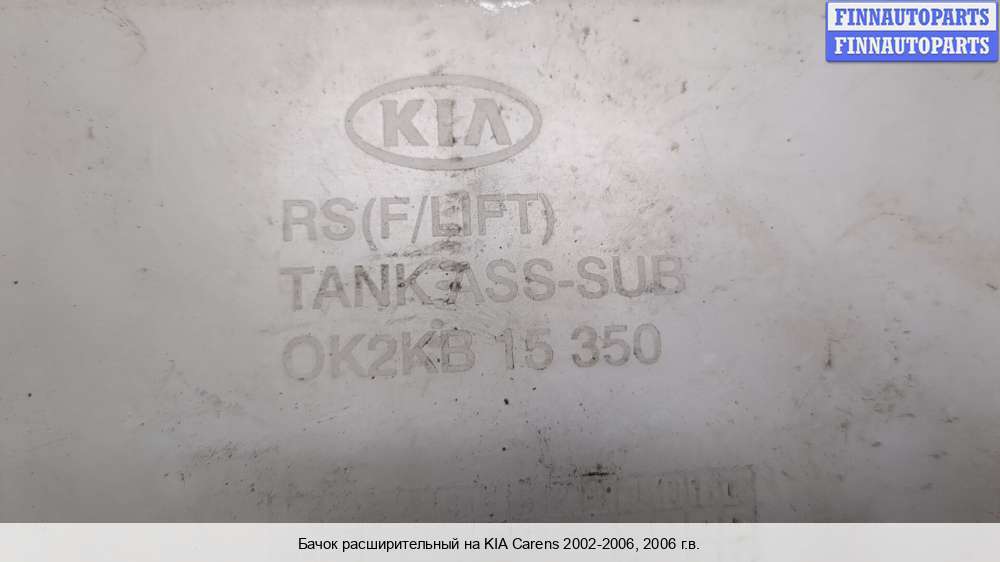 FINNAUTOPARTS
FINNAUTOPARTS
KIA
RS(F/LIFT)
TANK ASS-SUB
OK2KB 15 350
Бачок расширительный на KIA Carens 2002-2006, 2006 г.в.